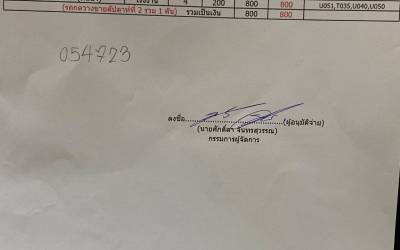 4 200 800 800 U051,T035,U040,U050
(รถกดวางขายสัปดาห์ที่ 2 รวม 1 คัน) รวมเป็นเงิน 800 800
054723
ลงชื่อ..........(ผู้อนุมัติจ่าย)
(นายศักดิ์ดา จันทรสุวรรณ)
กรรมการผู้จัดการ